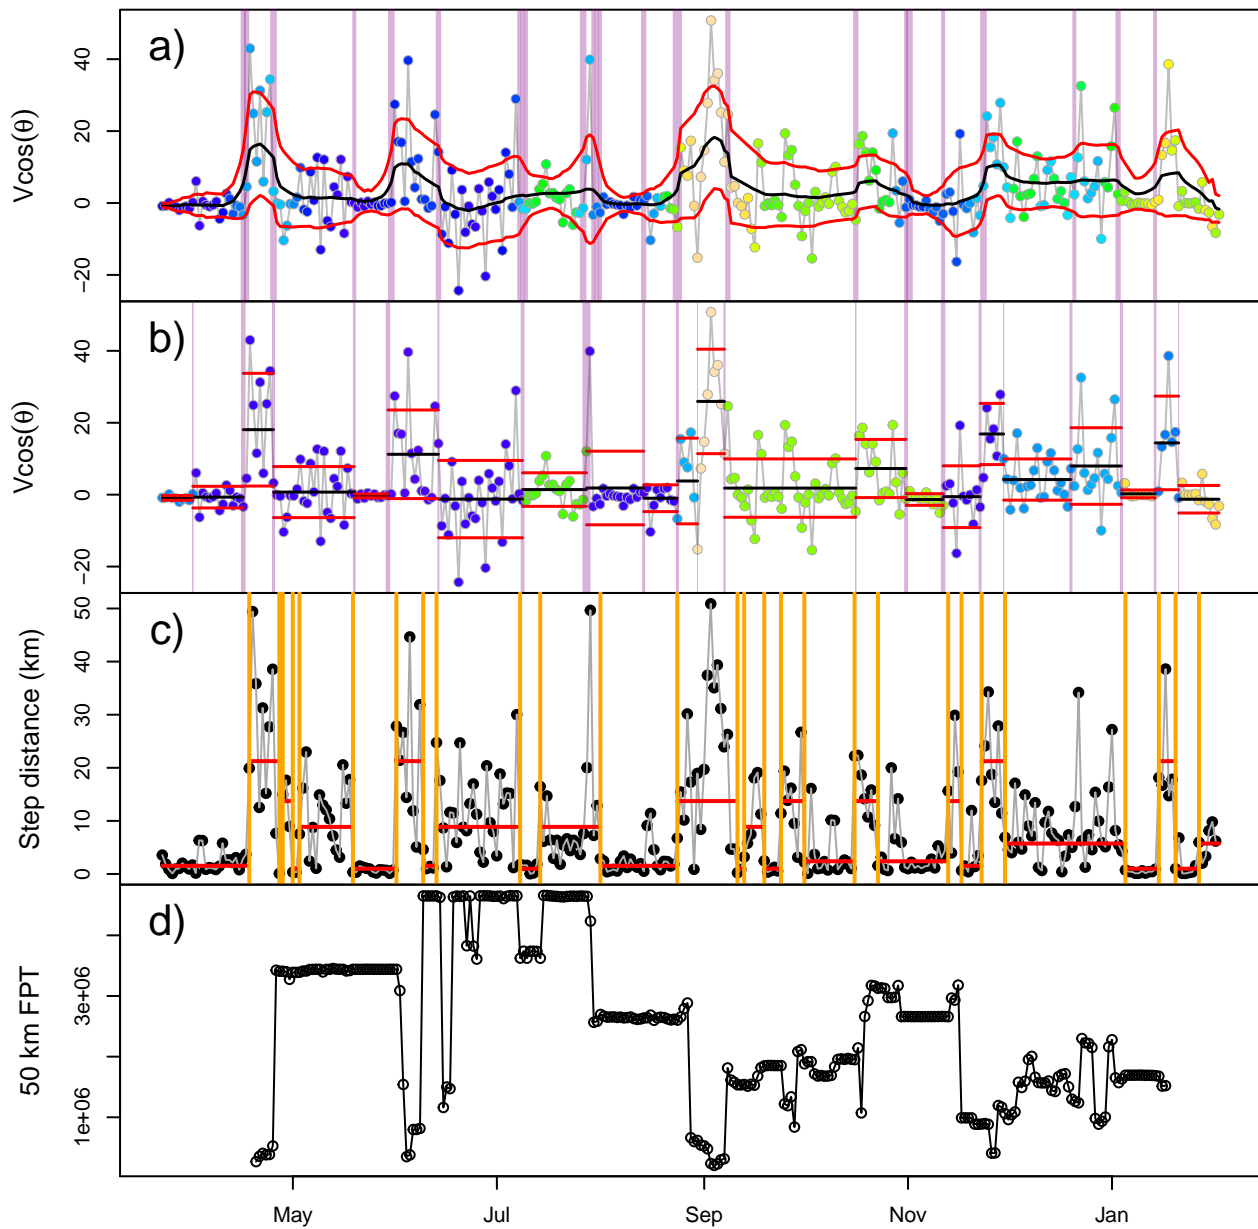 a)
Vcos(θ)
40
20
0
−20
b)
Vcos(θ)
40
20
0
−20
c)
Step distance (km)
50
40
30
20
10
0
d)
50 km FPT
3e+06
1e+06
May
Jul
Sep
Nov
Jan